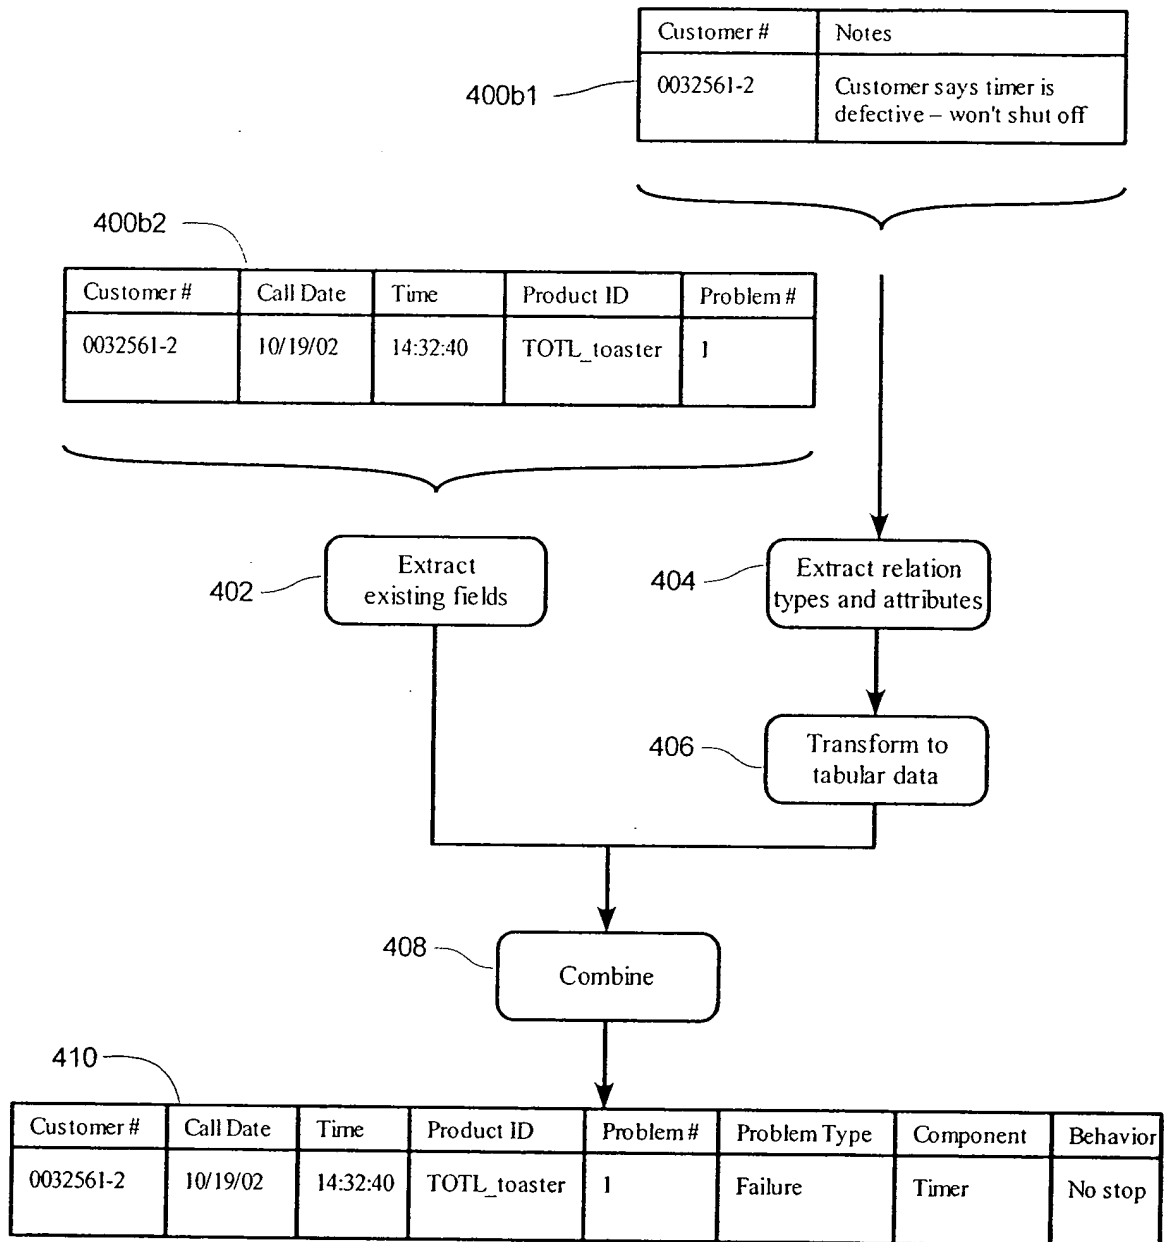 Customer # Notes
400b1
0032561-2 Customer says timer is
defective – won't shut off
400b2
Customer # Call Date Time Product ID Problem #
0032561-2 10/19/02 14:32:40 TOTL_toaster 1
402
Extract
existing fields
404
Extract relation
types and attributes
406
Transform to
tabular data
408
Combine
410
Customer # Call Date Time Product ID Problem # Problem Type Component Behavior
0032561-2 10/19/02 14:32:40 TOTL_toaster 1 Failure Timer No stop